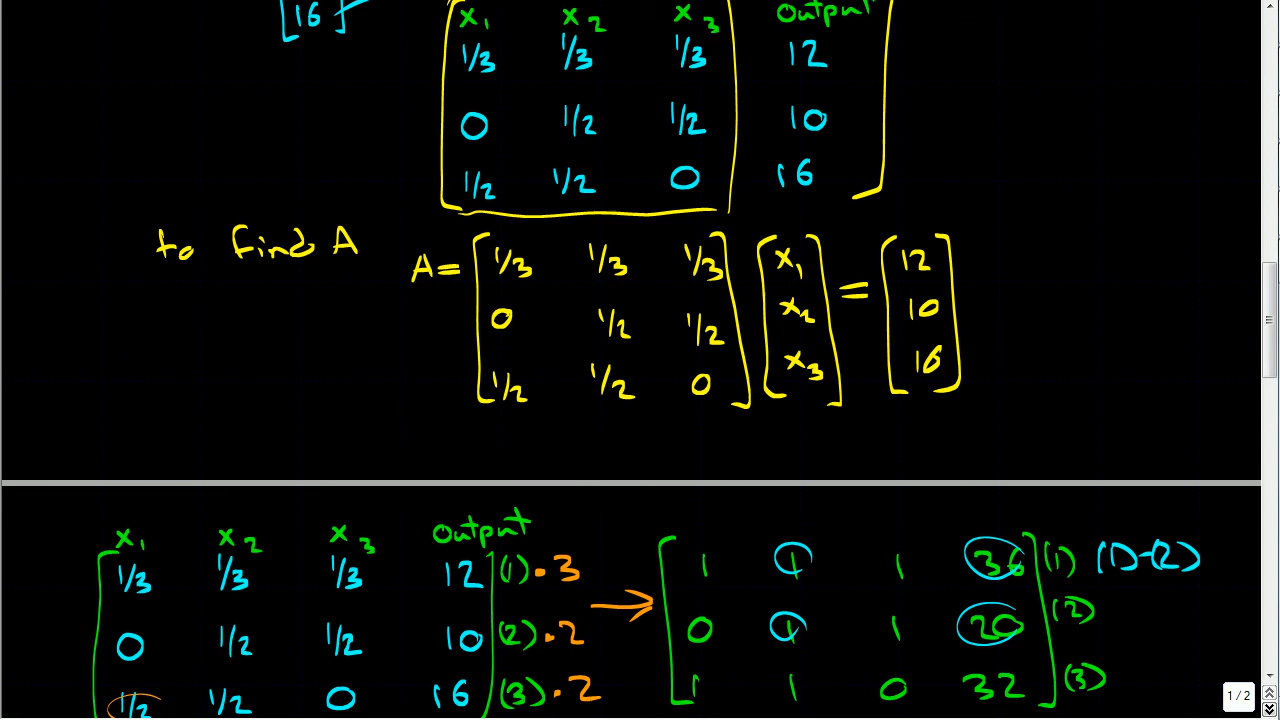 [16]
x₁ x₂ x₃ output
1/3 1/3 1/3 12
0 1/2 1/2 10
1/2 1/2 0 16
to find A
A= [1/3 1/3 1/3] [x₁] = [12]
[0 1/2 1/2] [x₂] [10]
[1/2 1/2 0] [x₃] [16]
x₁ x₂ x₃ output
1/3 1/3 1/3 12 (1) • 3 → 1 1 1 36 (1) (1)-(2)
0 1/2 1/2 10 (2) • 2 0 1 1 20 (2)
1/2 1/2 0 16 (3) • 2 1 1 0 32 (3)
1 / 2